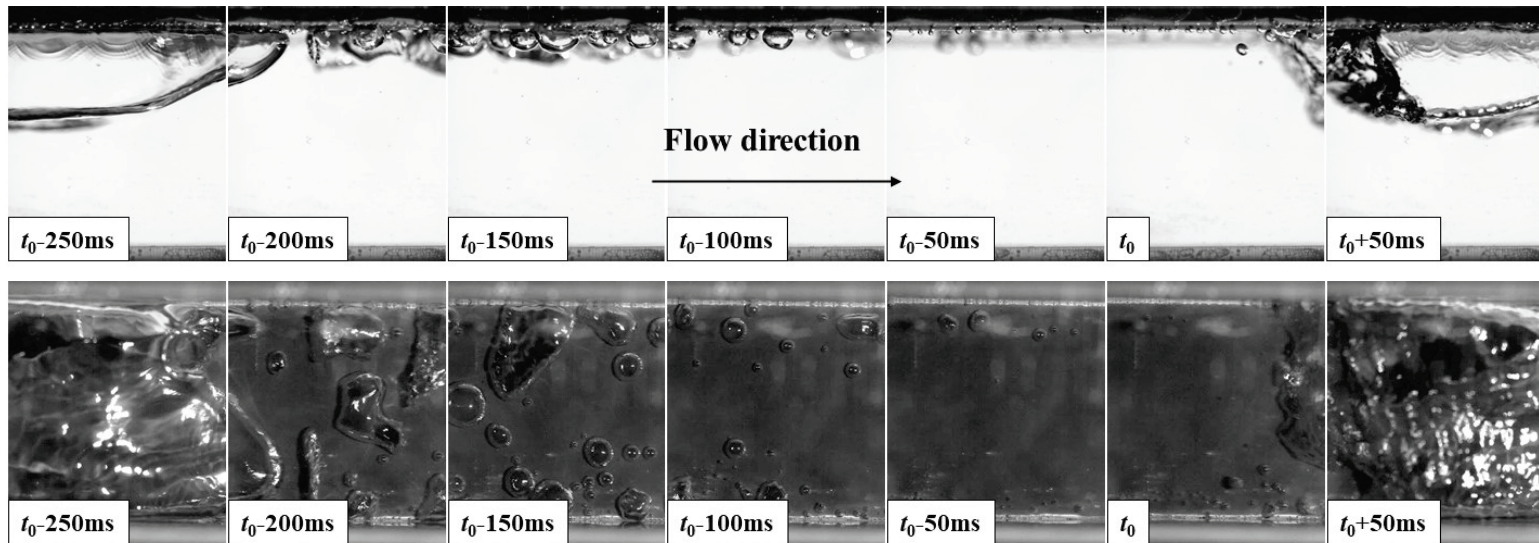 Flow direction
t₀-250ms
t₀-200ms
t₀-150ms
t₀-100ms
t₀-50ms
t₀
t₀+50ms
t₀-250ms
t₀-200ms
t₀-150ms
t₀-100ms
t₀-50ms
t₀
t₀+50ms